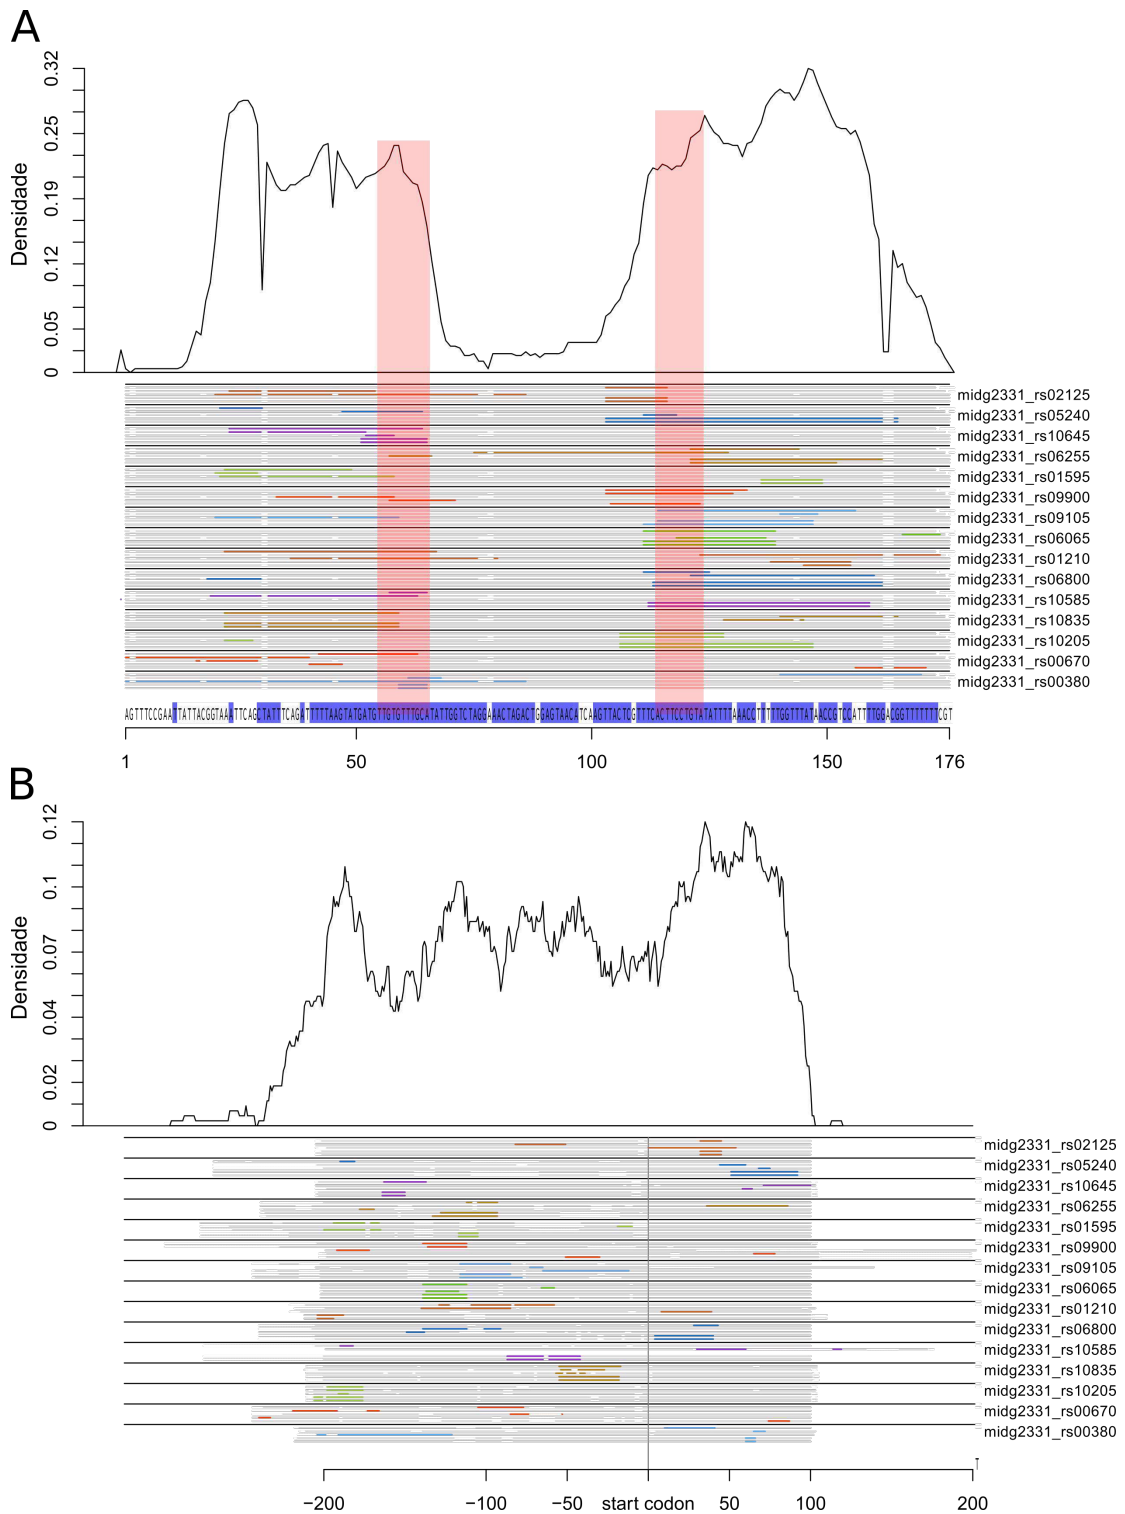 A
Densidade
0.32
0.25
0.19
0.12
0.05
0
midg2331_rs02125
midg2331_rs05240
midg2331_rs10645
midg2331_rs06255
midg2331_rs01595
midg2331_rs09900
midg2331_rs09105
midg2331_rs06065
midg2331_rs01210
midg2331_rs06800
midg2331_rs10585
midg2331_rs10835
midg2331_rs10205
midg2331_rs00670
midg2331_rs00380
1 50 100 150 176
B
Densidade
0.12
0.1
0.07
0.04
0.02
0
midg2331_rs02125
midg2331_rs05240
midg2331_rs10645
midg2331_rs06255
midg2331_rs01595
midg2331_rs09900
midg2331_rs09105
midg2331_rs06065
midg2331_rs01210
midg2331_rs06800
midg2331_rs10585
midg2331_rs10835
midg2331_rs10205
midg2331_rs00670
midg2331_rs00380
−200 −100 −50 start codon 50 100 200